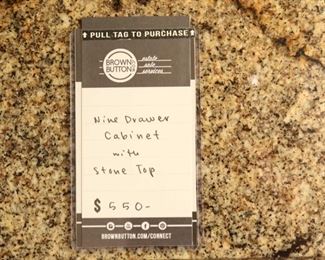 PULL TAG TO PURCHASE
BROWN
BUTTON
estate
sale
services
Nine Drawer
Cabinet
with
Stone Top
$ 550-
BROWNBUTTON.COM/CONNECT